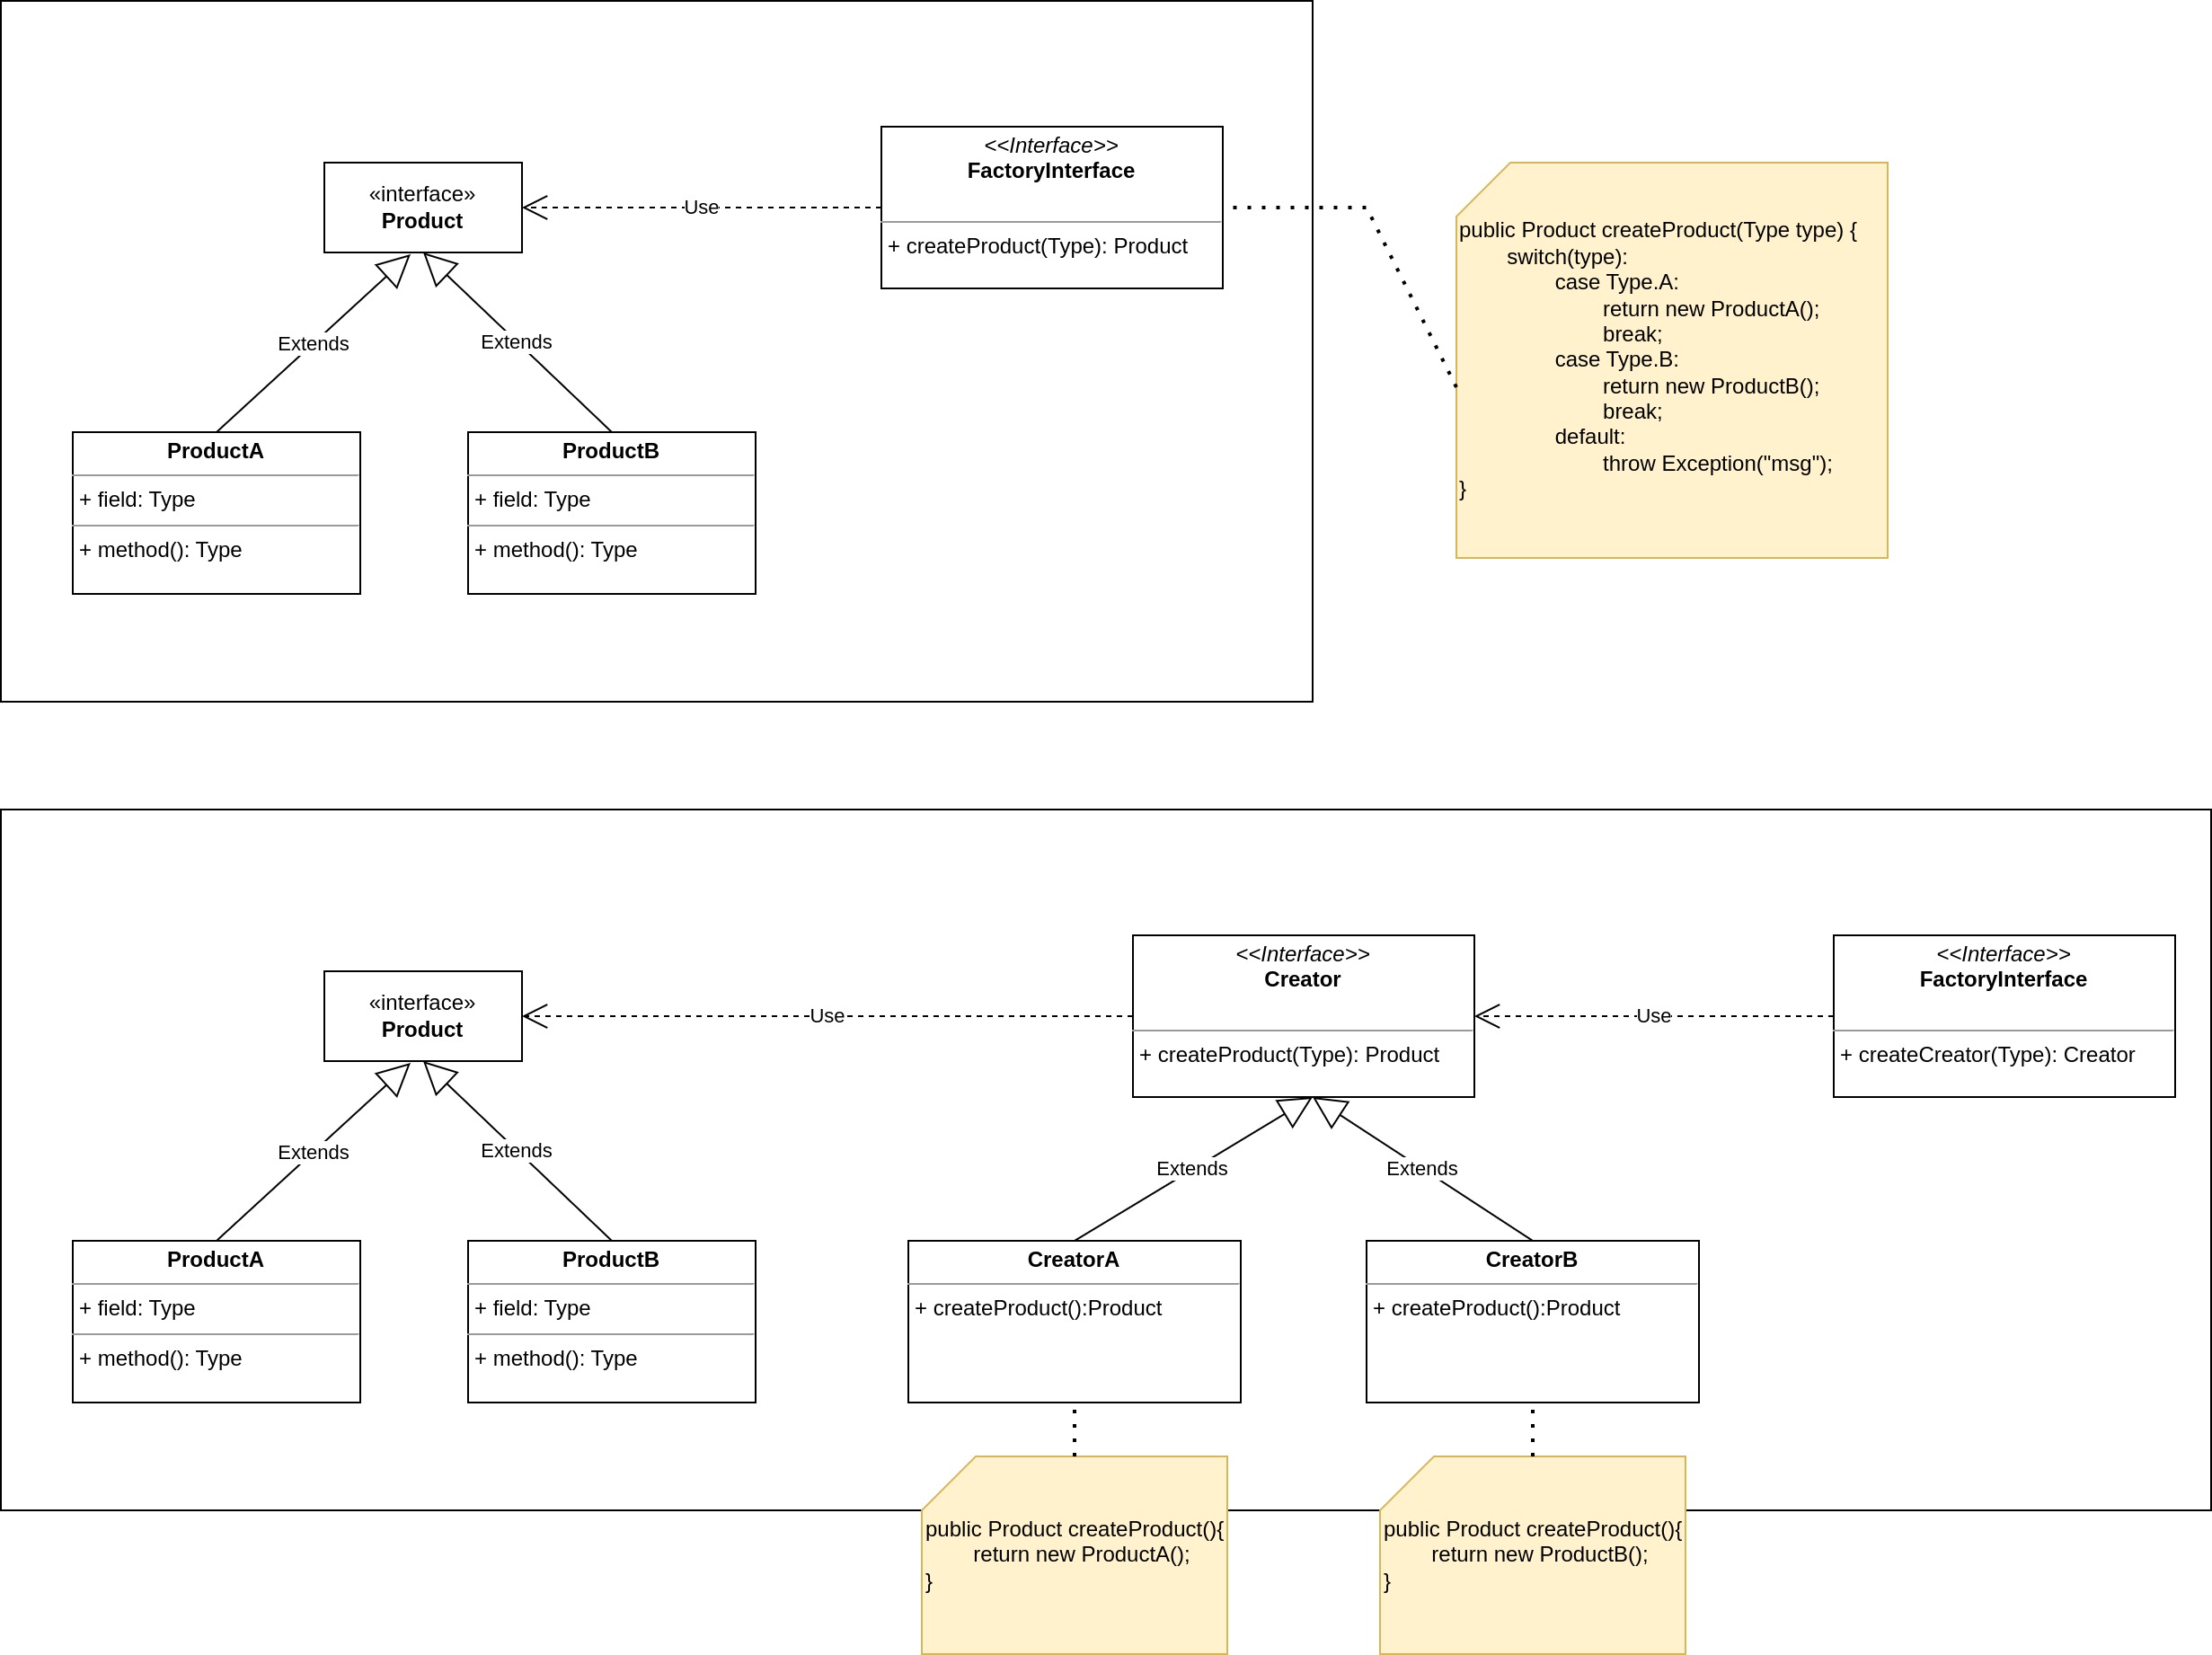 «interface»
Product
Use
<<Interface>>
FactoryInterface
+ createProduct(Type): Product
public Product createProduct(Type type) {
switch(type):
case Type.A:
return new ProductA();
break;
case Type.B:
return new ProductB();
break;
default:
throw Exception("msg");
}
Extends
Extends
ProductA
+ field: Type
+ method(): Type
ProductB
+ field: Type
+ method(): Type
«interface»
Product
Use
<<Interface>>
Creator
+ createProduct(Type): Product
Use
<<Interface>>
FactoryInterface
+ createCreator(Type): Creator
Extends
Extends
Extends
Extends
ProductA
+ field: Type
+ method(): Type
ProductB
+ field: Type
+ method(): Type
CreatorA
+ createProduct():Product
CreatorB
+ createProduct():Product
public Product createProduct(){
return new ProductA();
}
public Product createProduct(){
return new ProductB();
}